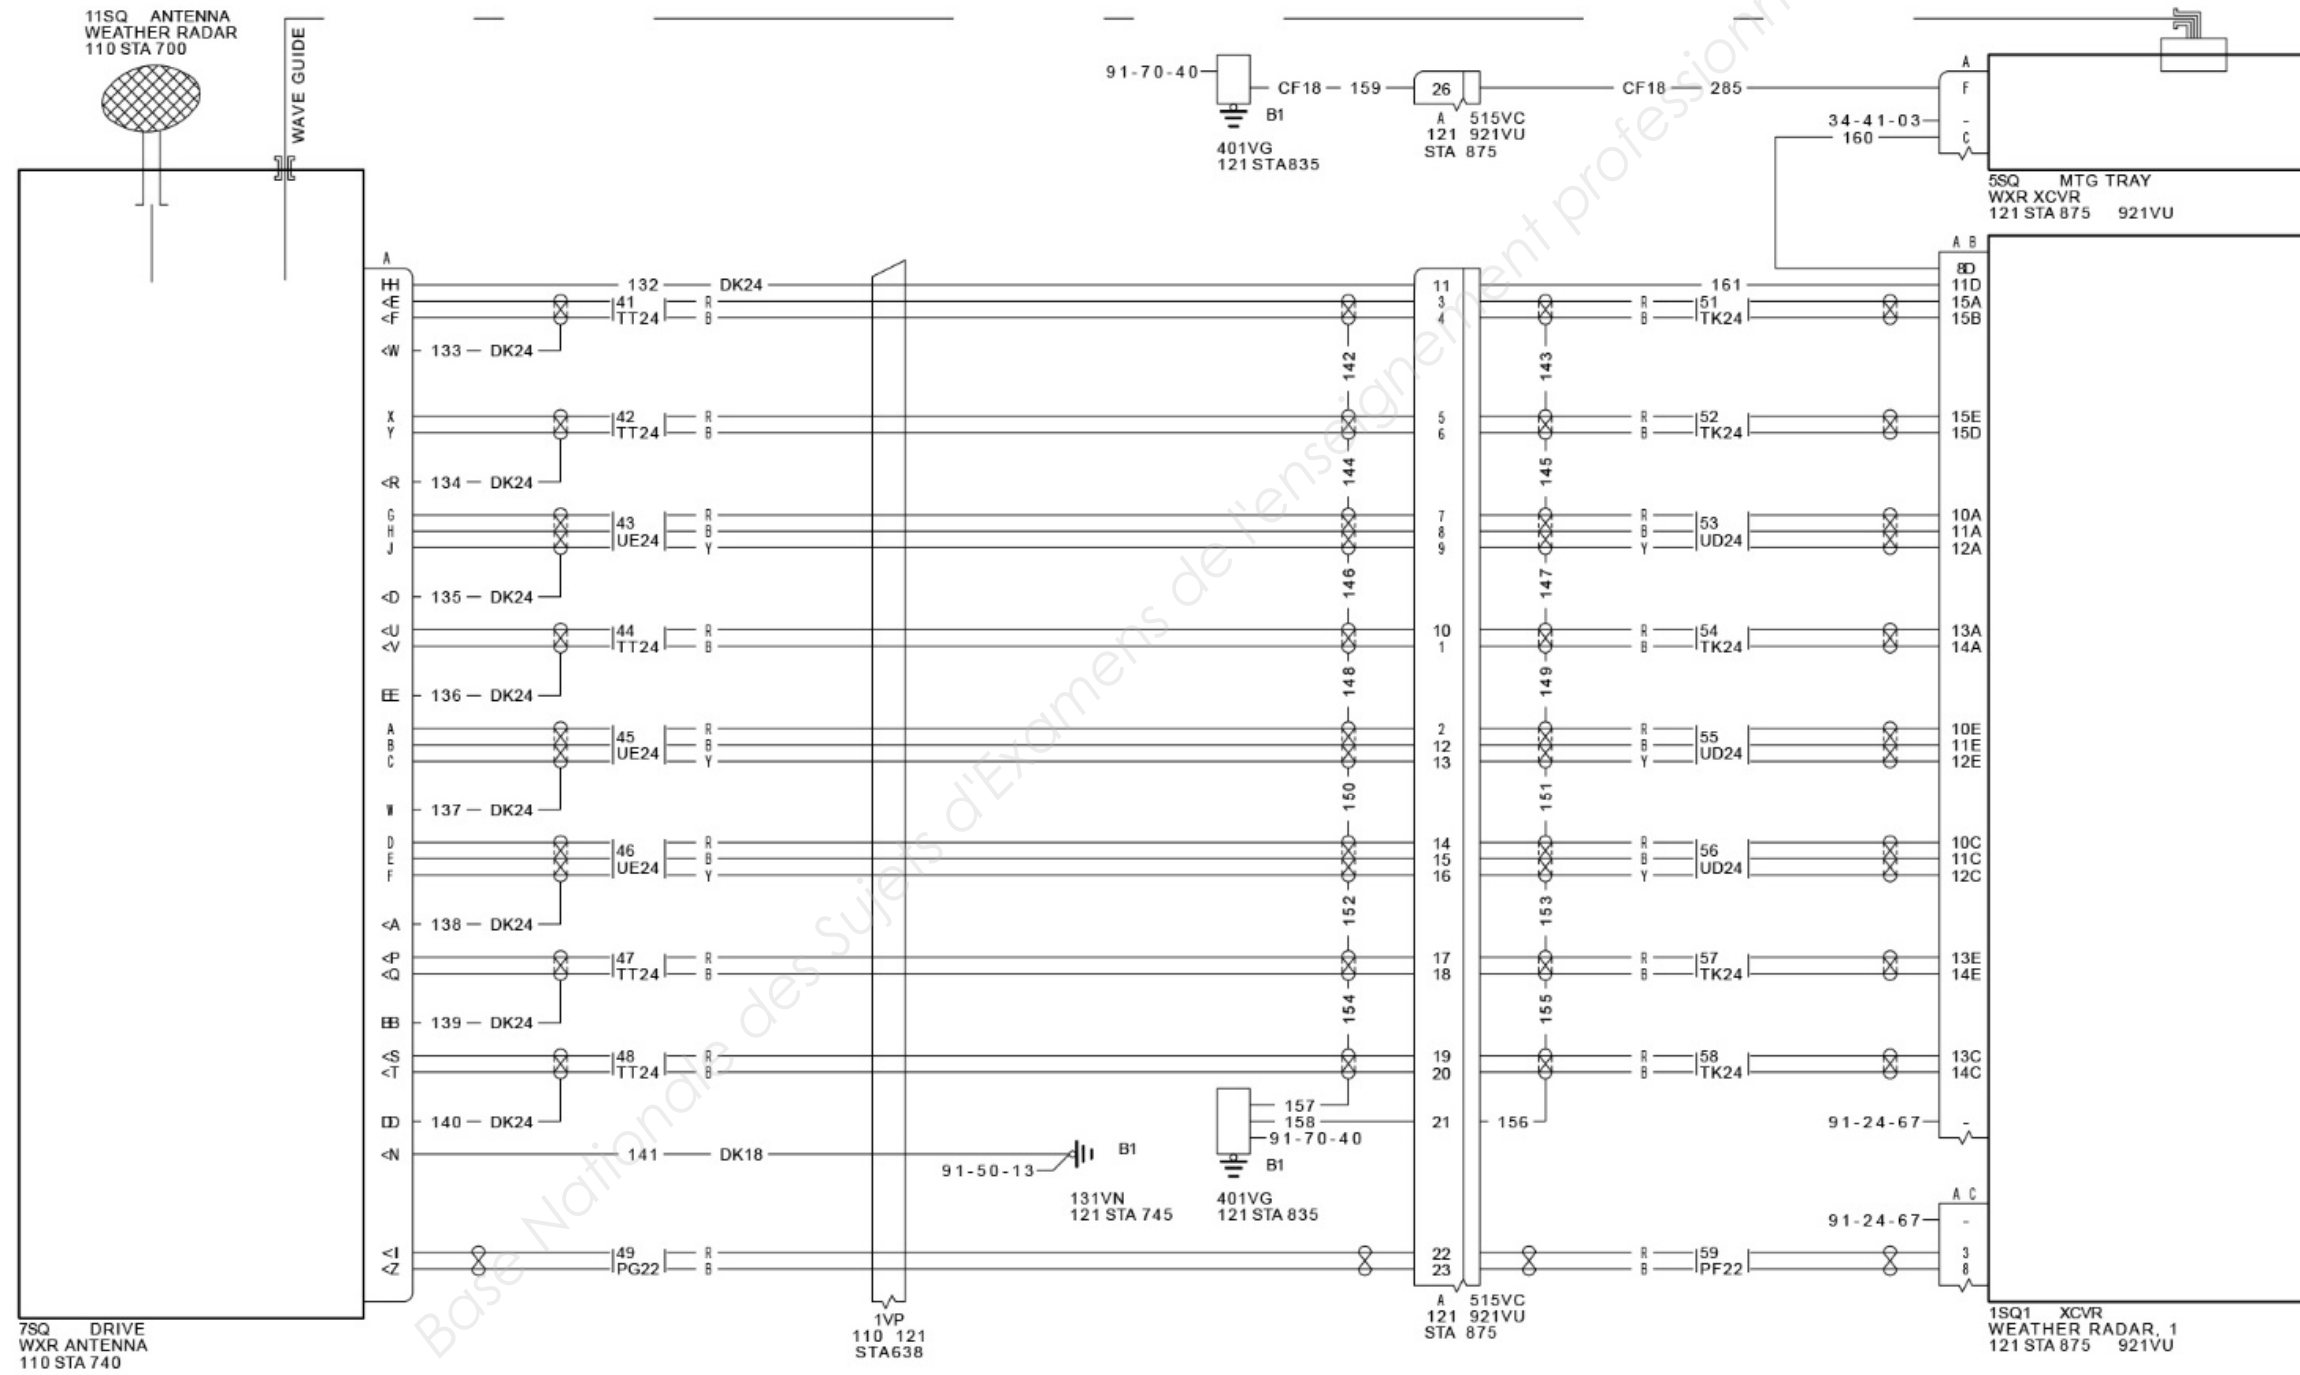 11SQ ANTENNA
WEATHER RADAR
110 STA 700
WAVE GUIDE
91-70-40
CF18 159
26
CF18 285
A
F
B1
A 515VC
121 921VU
STA 875
401VG
121 STA835
34-41-03 -
160 C
5SQ MTG TRAY
WXR XCVR
121 STA 875 921VU
A
A B
8D
HH 132 DK24 11 161 11D
<E 41 R 3 R 51 15A
<F TT24 B 4 B TK24 15B
<W 133 DK24
142 143
X 42 R 5 R 52 15E
Y TT24 B 6 B TK24 15D
144 145
<R 134 DK24
G R 7 R 10A
H 43 B 8 B 53 11A
J UE24 Y 9 Y UD24 12A
146 147
<D 135 DK24
<U 44 R 10 R 54 13A
<V TT24 B 1 B TK24 14A
148 149
EE 136 DK24
A R 2 R 10E
B 45 B 12 B 55 11E
C UE24 Y 13 Y UD24 12E
150 151
W 137 DK24
D R 14 R 10C
E 46 B 15 B 56 11C
F UE24 Y 16 Y UD24 12C
152 153
<A 138 DK24
<P 47 R 17 R 57 13E
<Q TT24 B 18 B TK24 14E
154 155
BB 139 DK24
<S 48 R 19 R 58 13C
<T TT24 B 20 B TK24 14C
157
DD 140 DK24 158 21 156 91-24-67 -
91-70-40
<N 141 DK18 B1
91-50-13
B1
131VN
121 STA 745
401VG
121 STA 835
A C
91-24-67 -
<I 49 R 22 R 59 3
<Z PG22 B 23 B PF22 8
7SQ DRIVE
WXR ANTENNA
110 STA 740
1VP
110 121
STA638
A 515VC
121 921VU
STA 875
1SQ1 XCVR
WEATHER RADAR, 1
121 STA 875 921VU
Base Nationale des Sujets d'Examens de l'enseignement professionn